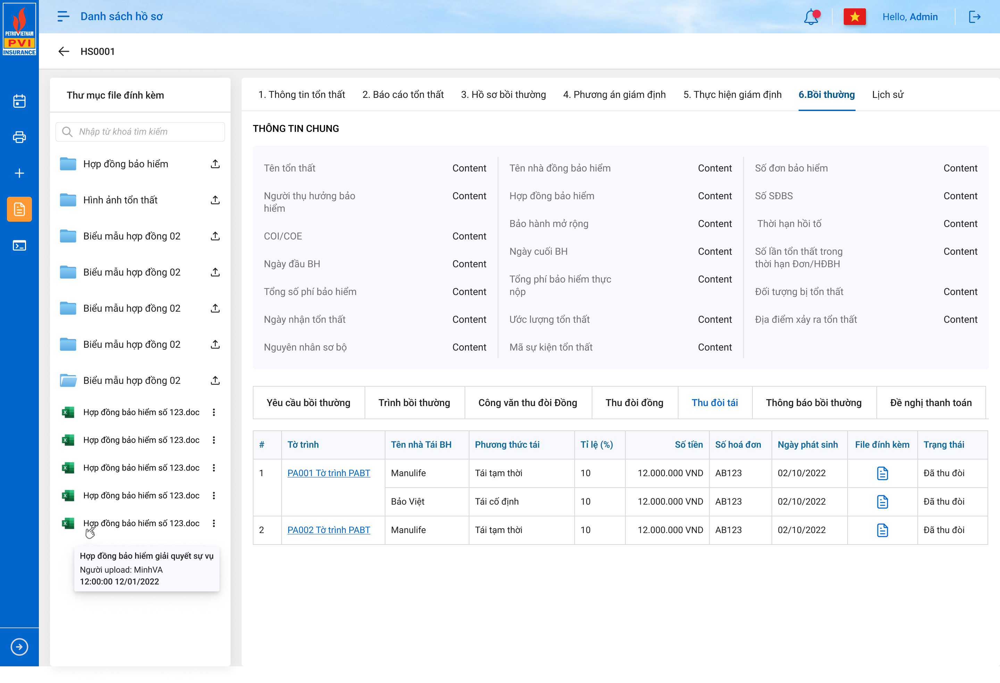 PETROVIETNAM
PVI
INSURANCE
Danh sách hồ sơ
Hello, Admin
HS0001
Thư mục file đính kèm
Nhập từ khoá tìm kiếm
Hợp đồng bảo hiểm
Hình ảnh tổn thất
Biểu mẫu hợp đồng 02
Biểu mẫu hợp đồng 02
Biểu mẫu hợp đồng 02
Biểu mẫu hợp đồng 02
Biểu mẫu hợp đồng 02
Hợp đồng bảo hiểm số 123.doc
Hợp đồng bảo hiểm số 123.doc
Hợp đồng bảo hiểm số 123.doc
Hợp đồng bảo hiểm số 123.doc
Hợp đồng bảo hiểm số 123.doc
Hợp đồng bảo hiểm giải quyết sự vụ
Người upload: MinhVA
12:00:00 12/01/2022
1. Thông tin tổn thất 2. Báo cáo tổn thất 3. Hồ sơ bồi thường 4. Phương án giám định 5. Thực hiện giám định 6.Bồi thường Lịch sử
THÔNG TIN CHUNG
Tên tổn thất Content
Người thụ hưởng bảo Content
hiểm
COI/COE Content
Ngày đầu BH Content
Tổng số phí bảo hiểm Content
Ngày nhận tổn thất Content
Nguyên nhân sơ bộ Content
Tên nhà đồng bảo hiểm Content
Hợp đồng bảo hiểm Content
Bảo hành mở rộng Content
Ngày cuối BH Content
Tổng phí bảo hiểm thực Content
nộp
Ước lượng tổn thất Content
Mã sự kiện tổn thất Content
Số đơn bảo hiểm Content
Số SĐBS Content
Thời hạn hồi tố Content
Số lần tổn thất trong Content
thời hạn Đơn/HĐBH
Đối tượng bị tổn thất Content
Địa điểm xảy ra tổn thất Content
Yêu cầu bồi thường Trình bồi thường Công văn thu đòi Đồng Thu đòi đồng Thu đòi tái Thông báo bồi thường Đề nghị thanh toán
# Tờ trình Tên nhà Tái BH Phương thức tái Tỉ lệ (%) Số tiền Số hoá đơn Ngày phát sinh File đính kèm Trạng thái
1 PA001 Tờ trình PABT Manulife Tái tạm thời 10 12.000.000 VND AB123 02/10/2022 Đã thu đòi
Bảo Việt Tái cố định 10 12.000.000 VND AB123 02/10/2022 Đã thu đòi
2 PA002 Tờ trình PABT Manulife Tái tạm thời 10 12.000.000 VND AB123 02/10/2022 Đã thu đòi